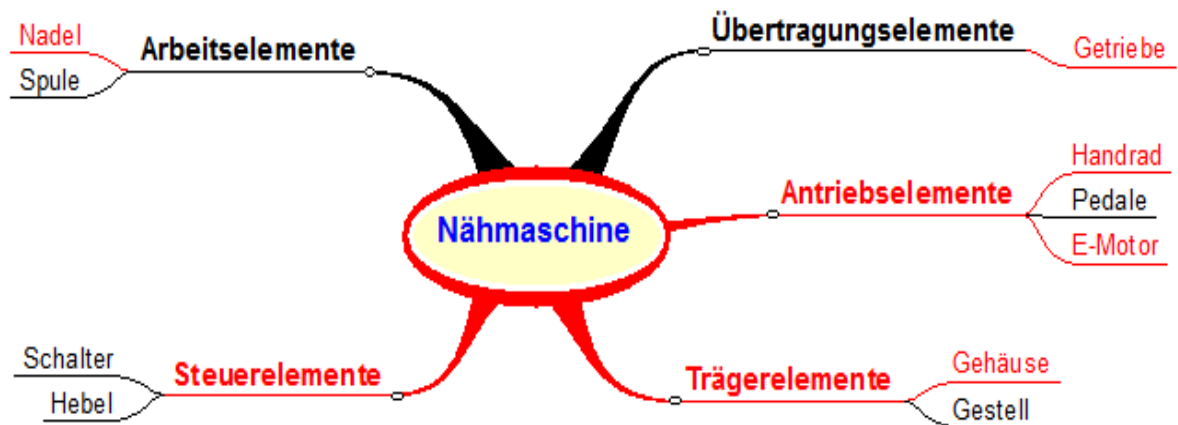 Nähmaschine
Arbeitselemente
Nadel
Spule
Übertragungselemente
Getriebe
Antriebselemente
Handrad
Pedale
E-Motor
Trägerelemente
Gehäuse
Gestell
Steuerelemente
Schalter
Hebel